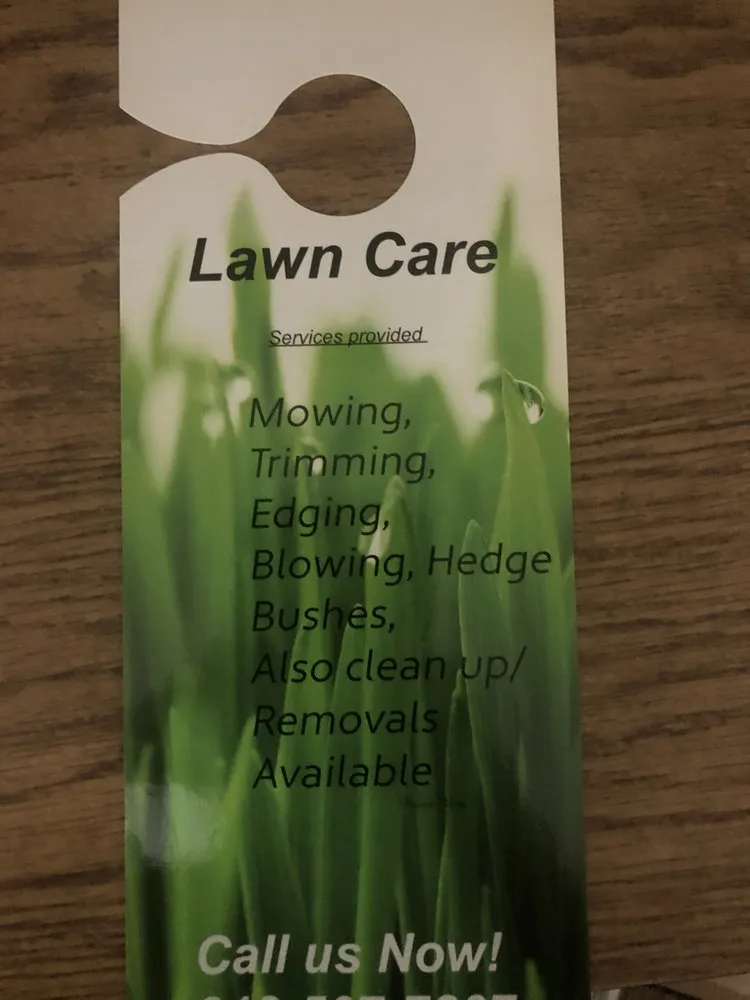 Lawn Care
Services provided
Mowing,
Trimming,
Edging,
Blowing, Hedge
Bushes,
Also clean up/
Removals
Available
Call us Now!